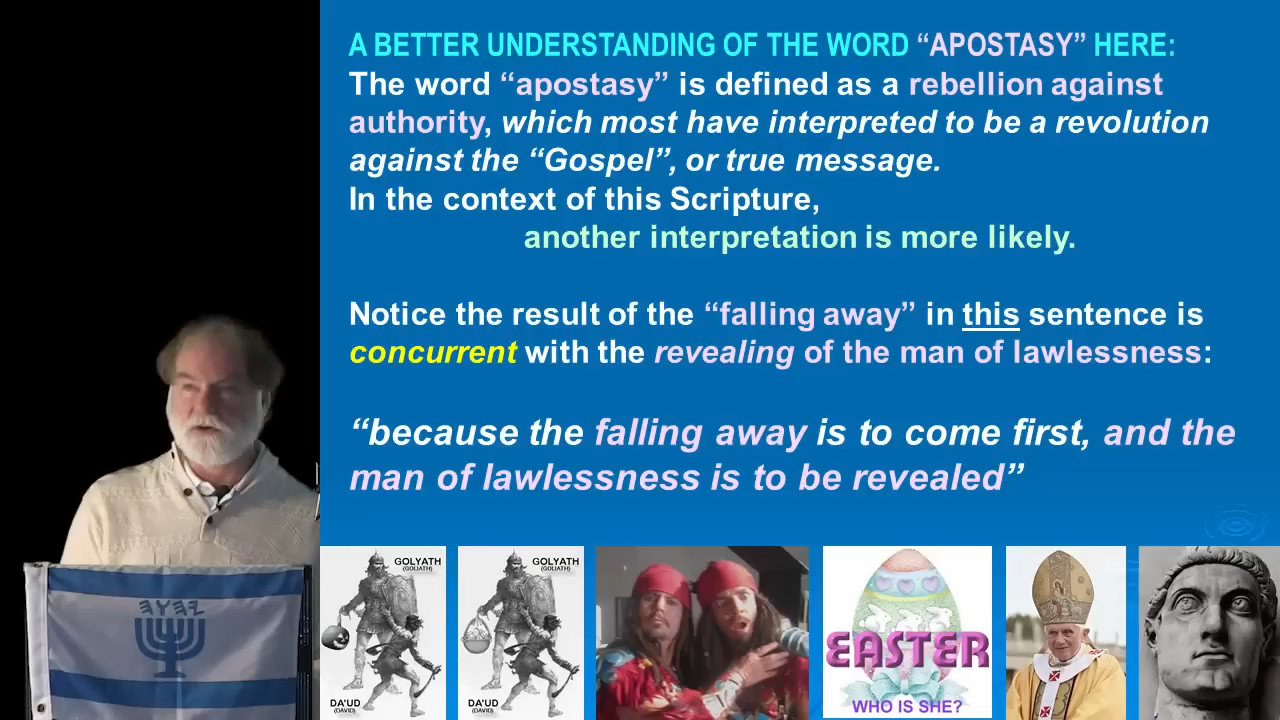 A BETTER UNDERSTANDING OF THE WORD “APOSTASY” HERE:
The word “apostasy” is defined as a rebellion against
authority, which most have interpreted to be a revolution
against the “Gospel”, or true message.
In the context of this Scripture,
another interpretation is more likely.
Notice the result of the “falling away” in this sentence is
concurrent with the revealing of the man of lawlessness:
“because the falling away is to come first, and the
man of lawlessness is to be revealed”
GOLYATH
(GOLIATH)
DA'UD
(DAVID)
GOLYATH
(GOLIATH)
DA'UD
(DAVID)
EASTER
WHO IS SHE?